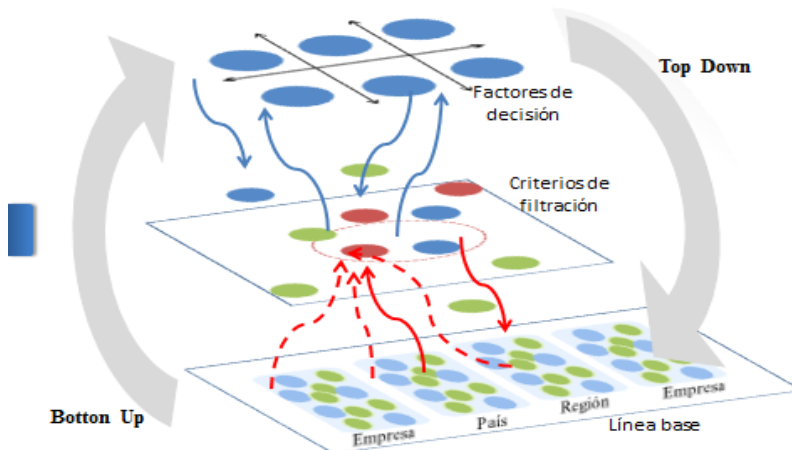 Top Down
Factores de
decisión
Criterios de
filtración
Botton Up
Empresa
País
Región
Empresa
Línea base